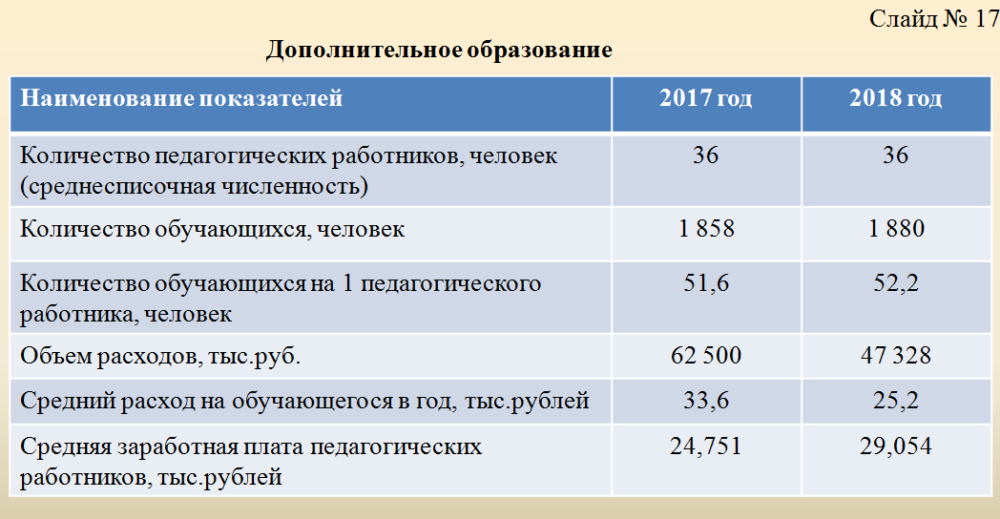 Слайд № 17
Дополнительное образование
Наименование показателей 2017 год 2018 год
Количество педагогических работников, человек 36 36
(среднесписочная численность)
Количество обучающихся, человек 1 858 1 880
Количество обучающихся на 1 педагогического 51,6 52,2
работника, человек
Объем расходов, тыс.руб. 62 500 47 328
Средний расход на обучающегося в год, тыс.рублей 33,6 25,2
Средняя заработная плата педагогических 24,751 29,054
работников, тыс.рублей